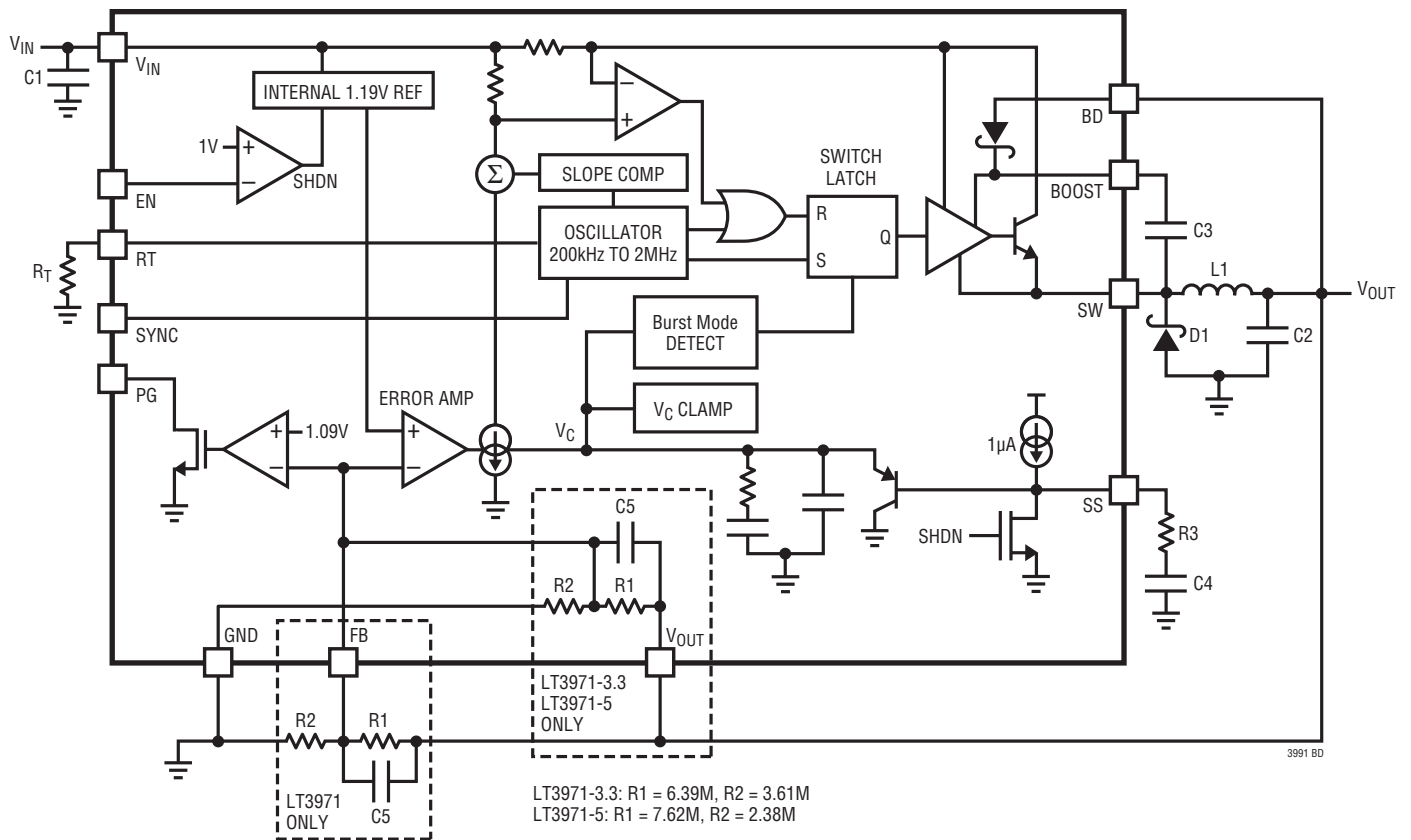 VIN
C1
VIN
INTERNAL 1.19V REF
1V
+
–
SHDN
EN
RT
RT
SYNC
PG
–
+
Σ
SLOPE COMP
OSCILLATOR
200kHz TO 2MHz
SWITCH
LATCH
R
Q
S
BD
BOOST
C3
L1
SW
VOUT
D1
C2
Burst Mode
DETECT
VC CLAMP
ERROR AMP
+
1.09V
–
+
–
VC
1µA
SS
SHDN
R3
C4
C5
R2
R1
GND
FB
VOUT
LT3971-3.3
LT3971-5
ONLY
R2
R1
C5
LT3971
ONLY
3991 BD
LT3971-3.3: R1 = 6.39M, R2 = 3.61M
LT3971-5: R1 = 7.62M, R2 = 2.38M